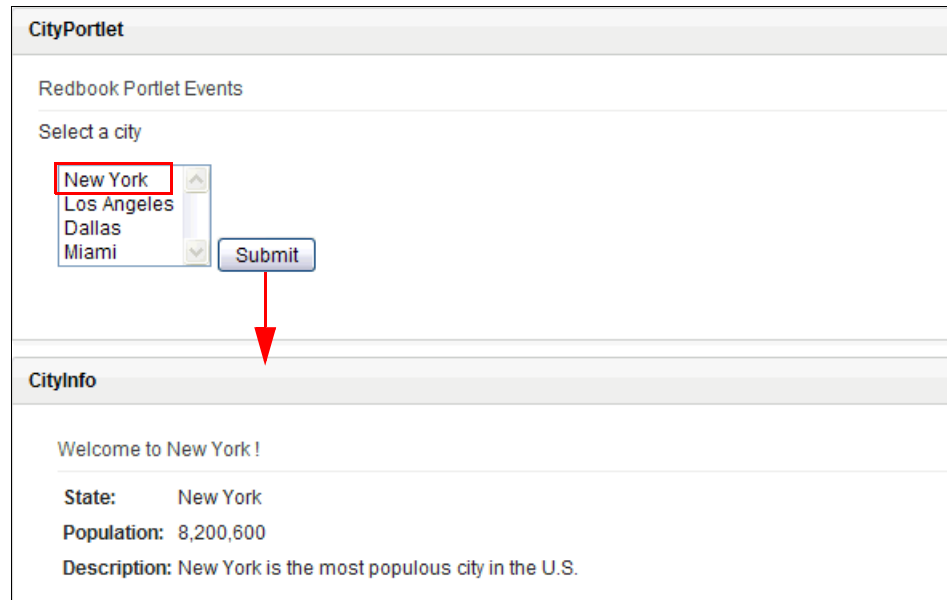 CityPortlet
Redbook Portlet Events
Select a city
New York
Los Angeles
Dallas
Miami
Submit
CityInfo
Welcome to New York !
State: New York
Population: 8,200,600
Description: New York is the most populous city in the U.S.